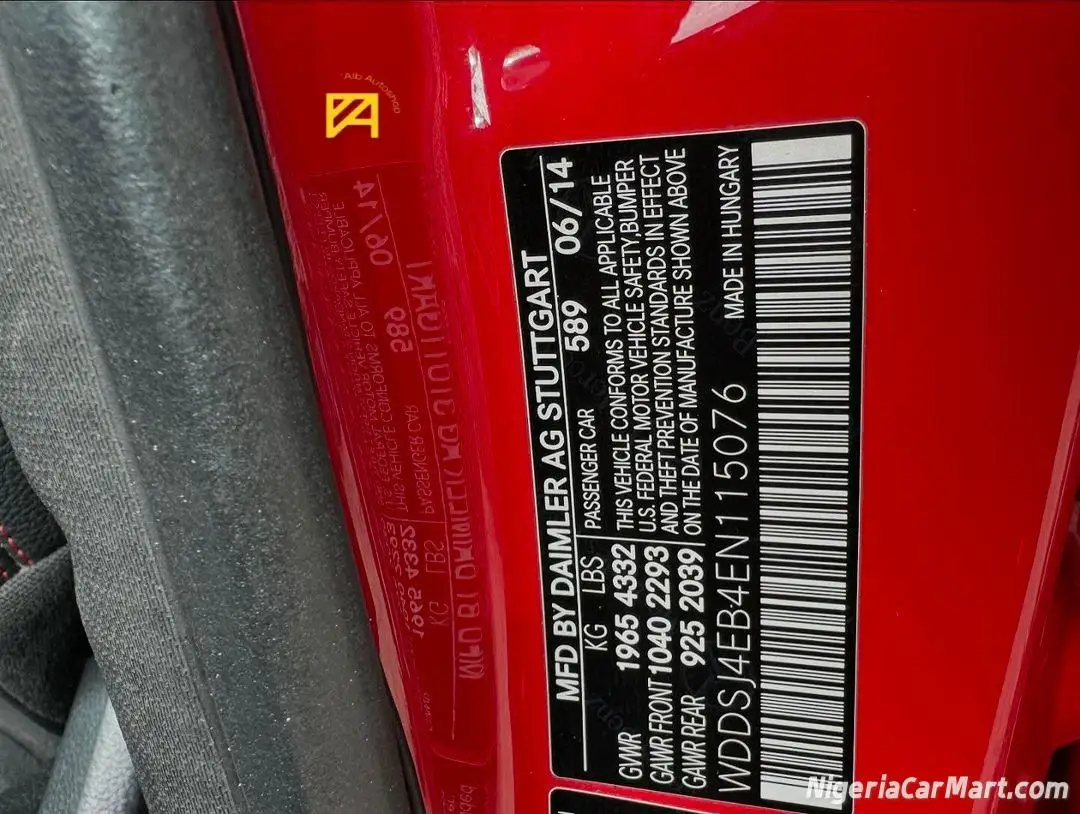 Alb Autoshop
MFD BY DAIMLER AG STUTTGART
KG LBS PASSENGER CAR 589 06/14
GVWR 1965 4332
GAWR FRONT 1040 2293
GAWR REAR 925 2039
THIS VEHICLE CONFORMS TO ALL APPLICABLE
U.S. FEDERAL MOTOR VEHICLE SAFETY,BUMPER
AND THEFT PREVENTION STANDARDS IN EFFECT
ON THE DATE OF MANUFACTURE SHOWN ABOVE
WDDSJ4EB4EN115076 MADE IN HUNGARY
NigeriaCarMart.com